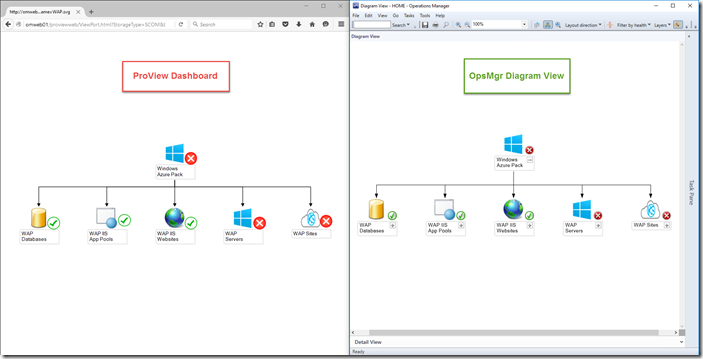 http://omweb...ame=WAP.svg
omweb01/proviewweb/ViewPort.html?StorageType=SCOM&f
Search
ProView Dashboard
Windows
Azure Pack
WAP
Databases
WAP IIS
App Pools
WAP IIS
Websites
WAP
Servers
WAP Sites
Diagram View - HOME - Operations Manager
File Edit View Go Tasks Tools Help
Search
100%
Layout direction
Filter by health
Layers
Diagram View
OpsMgr Diagram View
Windows
Azure Pack
WAP
Databases
WAP IIS
App Pools
WAP IIS
Websites
WAP
Servers
WAP Sites
Task Pane
Detail View
Ready